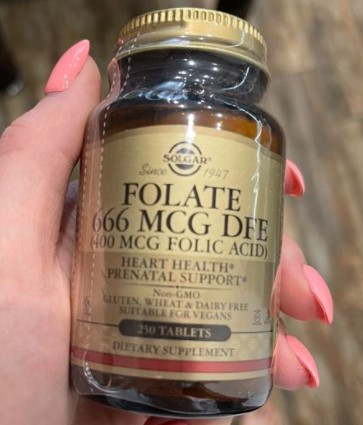 SOLGAR®
Since 1947
FOLATE
666 MCG DFE
(400 MCG FOLIC ACID)
HEART HEALTH*
PRENATAL SUPPORT*
Non-GMO
GLUTEN, WHEAT & DAIRY FREE
SUITABLE FOR VEGANS
250 TABLETS
DIETARY SUPPLEMENT